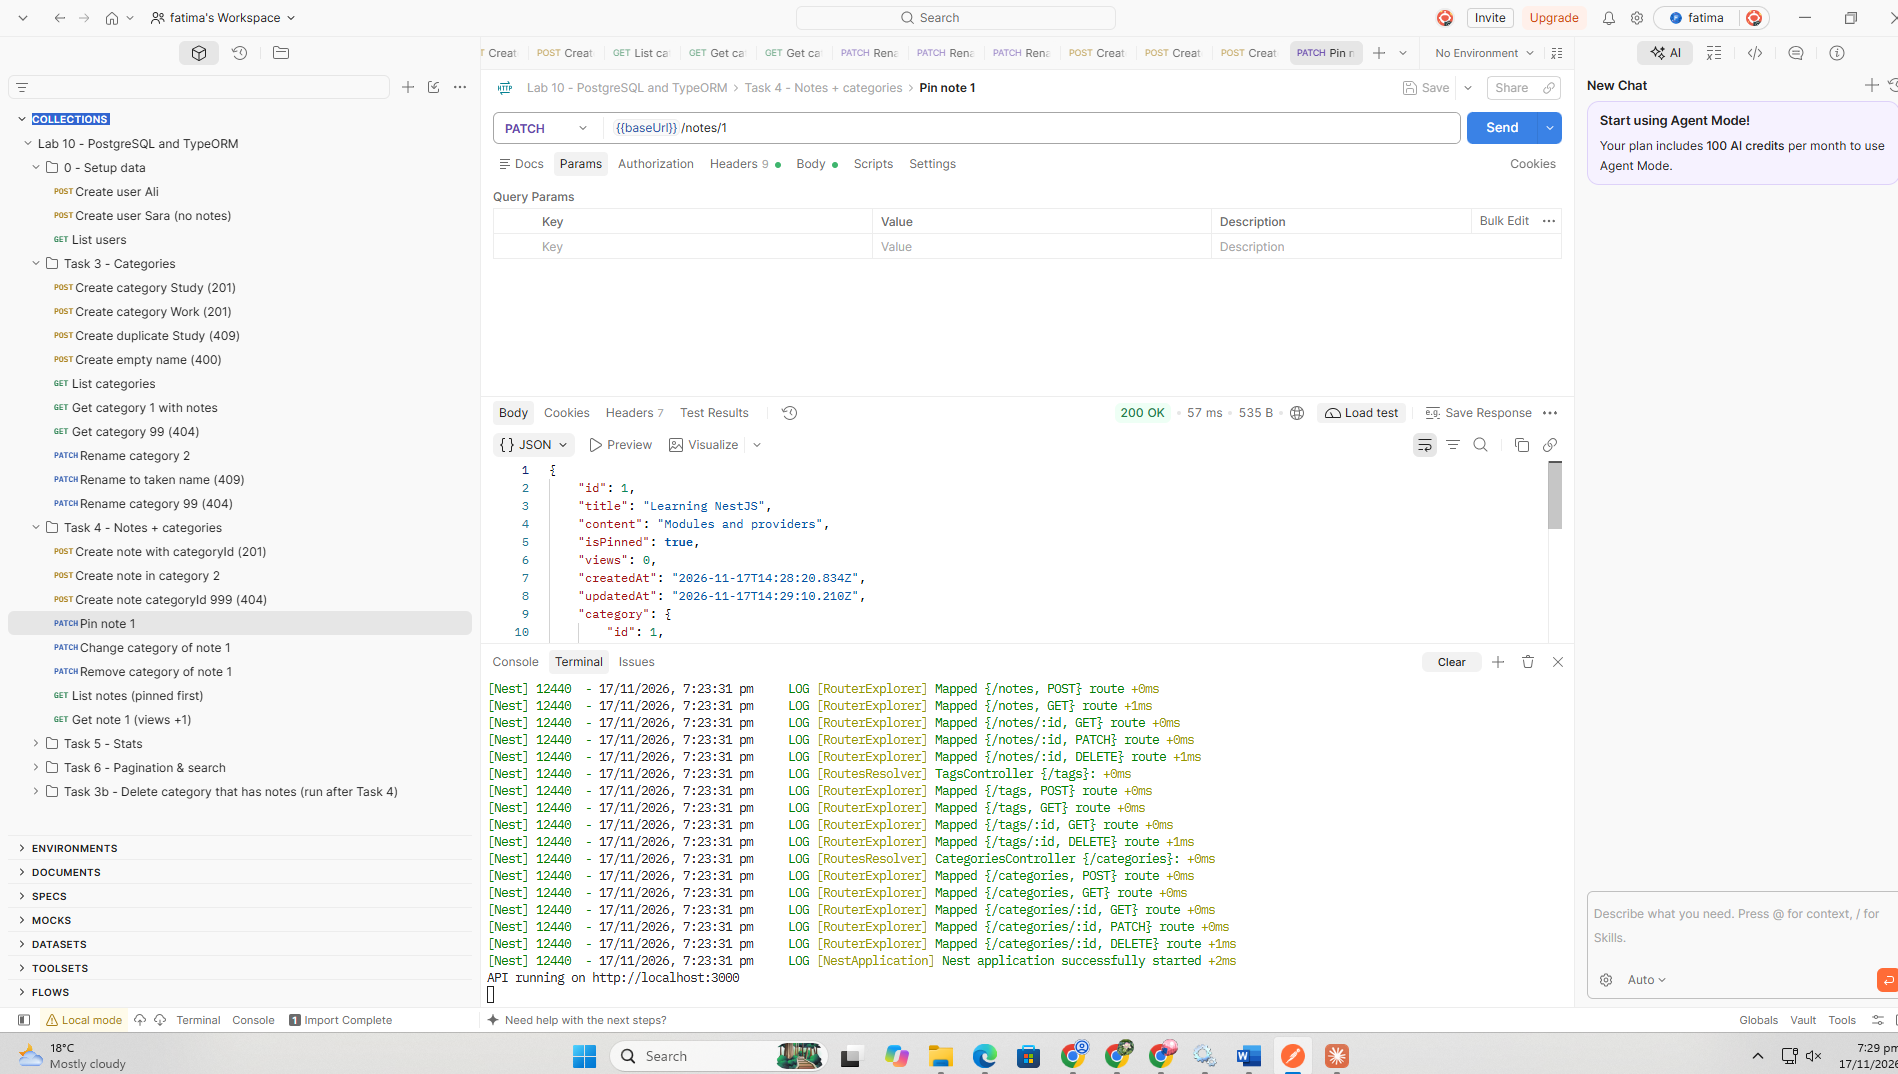 fatima's Workspace
Search
Invite
Upgrade
fatima
Creat
POST Creat
GET List ca
GET Get ca
GET Get ca
PATCH Rena
PATCH Rena
PATCH Rena
POST Creat
POST Creat
POST Creat
PATCH Pin n
No Environment
AI
COLLECTIONS
Lab 10 - PostgreSQL and TypeORM
0 - Setup data
POST Create user Ali
POST Create user Sara (no notes)
GET List users
Task 3 - Categories
POST Create category Study (201)
POST Create category Work (201)
POST Create duplicate Study (409)
POST Create empty name (400)
GET List categories
GET Get category 1 with notes
GET Get category 99 (404)
PATCH Rename category 2
PATCH Rename to taken name (409)
PATCH Rename category 99 (404)
Task 4 - Notes + categories
POST Create note with categoryId (201)
POST Create note in category 2
POST Create note categoryId 999 (404)
PATCH Pin note 1
PATCH Change category of note 1
PATCH Remove category of note 1
GET List notes (pinned first)
GET Get note 1 (views +1)
Task 5 - Stats
Task 6 - Pagination & search
Task 3b - Delete category that has notes (run after Task 4)
ENVIRONMENTS
DOCUMENTS
SPECS
MOCKS
DATASETS
TOOLSETS
FLOWS
HTTP Lab 10 - PostgreSQL and TypeORM > Task 4 - Notes + categories > Pin note 1
Save
Share
PATCH {{baseUrl}}/notes/1
Send
Docs Params Authorization Headers 9 Body Scripts Settings Cookies
Query Params
Key Value Description Bulk Edit
Key Value Description
Body Cookies Headers 7 Test Results
200 OK 57 ms 535 B Load test e.g. Save Response
{} JSON Preview Visualize
1 {
2 "id": 1,
3 "title": "Learning NestJS",
4 "content": "Modules and providers",
5 "isPinned": true,
6 "views": 0,
7 "createdAt": "2026-11-17T14:28:20.834Z",
8 "updatedAt": "2026-11-17T14:29:10.210Z",
9 "category": {
10 "id": 1,
Console Terminal Issues Clear
[Nest] 12440 - 17/11/2026, 7:23:31 pm LOG [RouterExplorer] Mapped {/notes, POST} route +0ms
[Nest] 12440 - 17/11/2026, 7:23:31 pm LOG [RouterExplorer] Mapped {/notes, GET} route +1ms
[Nest] 12440 - 17/11/2026, 7:23:31 pm LOG [RouterExplorer] Mapped {/notes/:id, GET} route +0ms
[Nest] 12440 - 17/11/2026, 7:23:31 pm LOG [RouterExplorer] Mapped {/notes/:id, PATCH} route +0ms
[Nest] 12440 - 17/11/2026, 7:23:31 pm LOG [RouterExplorer] Mapped {/notes/:id, DELETE} route +1ms
[Nest] 12440 - 17/11/2026, 7:23:31 pm LOG [RoutesResolver] TagsController {/tags}: +0ms
[Nest] 12440 - 17/11/2026, 7:23:31 pm LOG [RouterExplorer] Mapped {/tags, POST} route +0ms
[Nest] 12440 - 17/11/2026, 7:23:31 pm LOG [RouterExplorer] Mapped {/tags, GET} route +0ms
[Nest] 12440 - 17/11/2026, 7:23:31 pm LOG [RouterExplorer] Mapped {/tags/:id, GET} route +0ms
[Nest] 12440 - 17/11/2026, 7:23:31 pm LOG [RouterExplorer] Mapped {/tags/:id, DELETE} route +1ms
[Nest] 12440 - 17/11/2026, 7:23:31 pm LOG [RoutesResolver] CategoriesController {/categories}: +0ms
[Nest] 12440 - 17/11/2026, 7:23:31 pm LOG [RouterExplorer] Mapped {/categories, POST} route +0ms
[Nest] 12440 - 17/11/2026, 7:23:31 pm LOG [RouterExplorer] Mapped {/categories, GET} route +0ms
[Nest] 12440 - 17/11/2026, 7:23:31 pm LOG [RouterExplorer] Mapped {/categories/:id, GET} route +0ms
[Nest] 12440 - 17/11/2026, 7:23:31 pm LOG [RouterExplorer] Mapped {/categories/:id, PATCH} route +0ms
[Nest] 12440 - 17/11/2026, 7:23:31 pm LOG [RouterExplorer] Mapped {/categories/:id, DELETE} route +1ms
[Nest] 12440 - 17/11/2026, 7:23:31 pm LOG [NestApplication] Nest application successfully started +2ms
API running on http://localhost:3000
New Chat
Start using Agent Mode!
Your plan includes 100 AI credits per month to use
Agent Mode.
Describe what you need. Press @ for context, / for
Skills.
Auto
Local mode Terminal Console 1 Import Complete
Need help with the next steps?
Globals Vault Tools
18°C
Mostly cloudy
Search
7:29 pm
17/11/2026